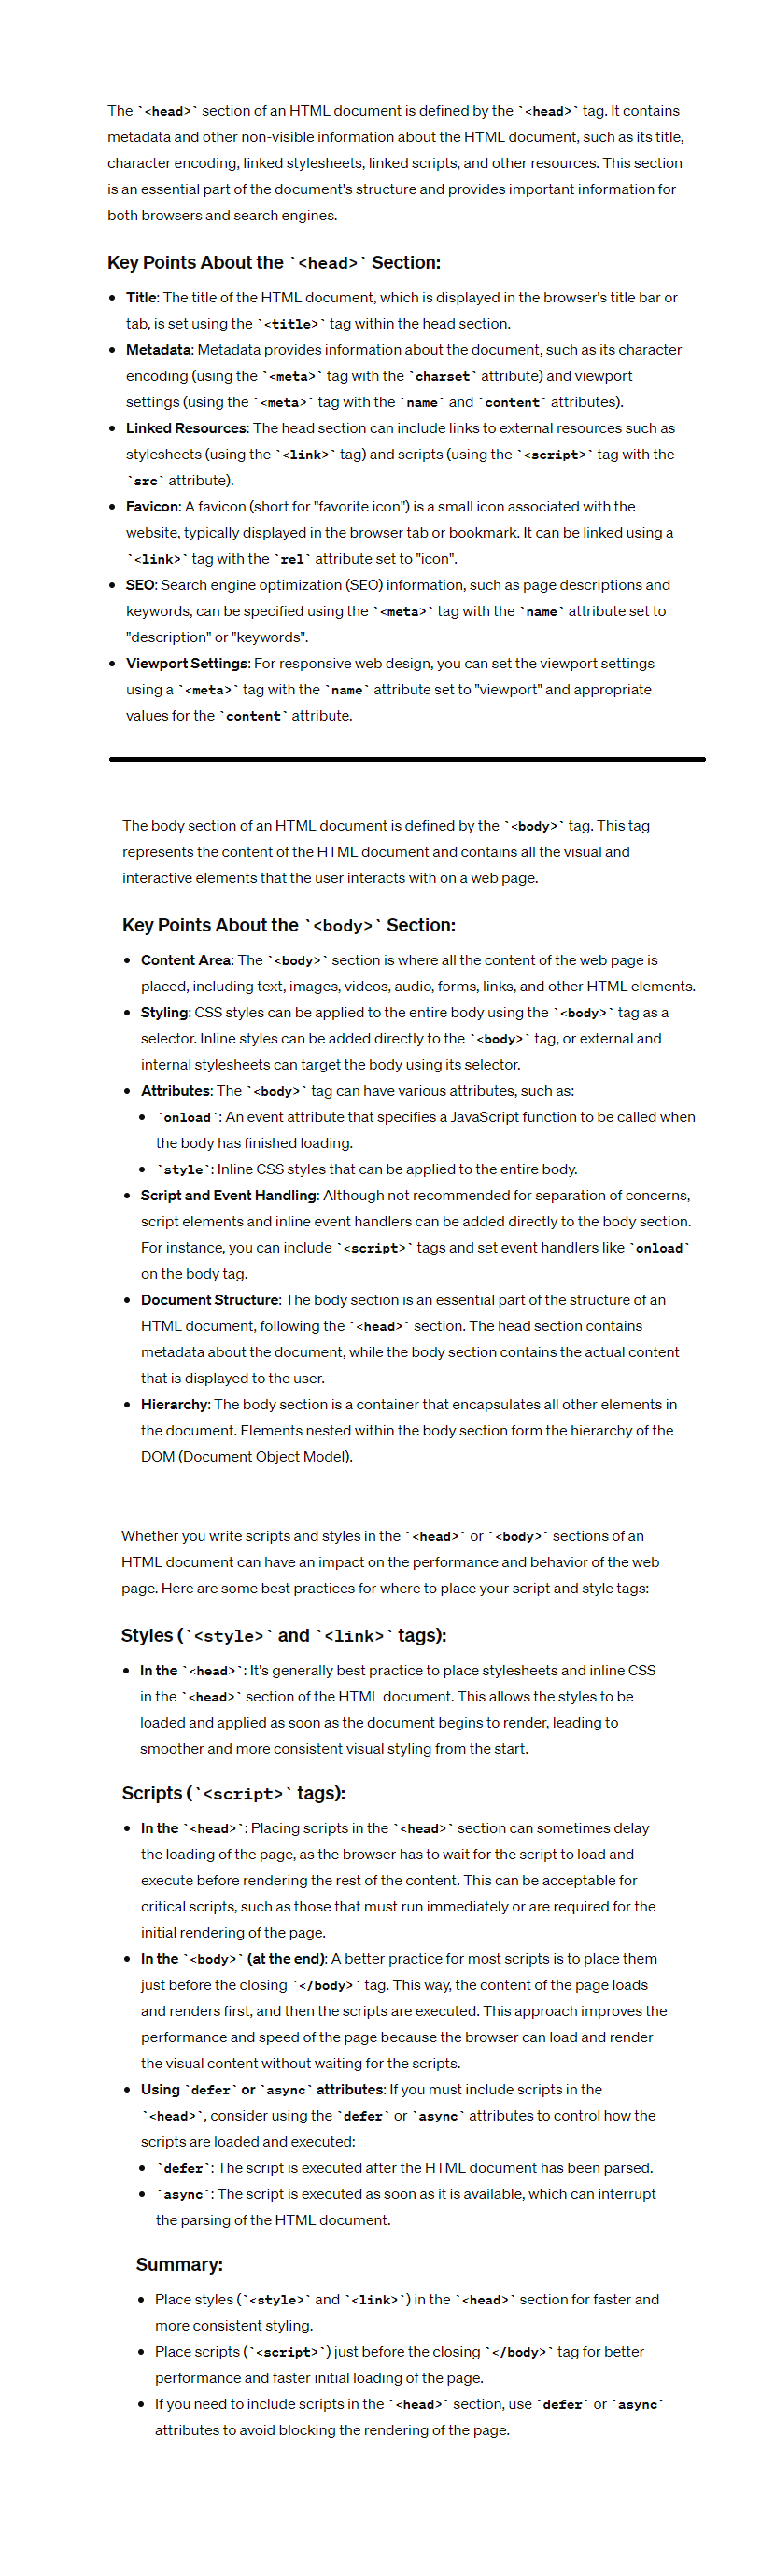 The `<head>` section of an HTML document is defined by the `<head>` tag. It contains
metadata and other non-visible information about the HTML document, such as its title,
character encoding, linked stylesheets, linked scripts, and other resources. This section
is an essential part of the document's structure and provides important information for
both browsers and search engines.
Key Points About the `<head>` Section:
• Title: The title of the HTML document, which is displayed in the browser's title bar or
tab, is set using the `<title>` tag within the head section.
• Metadata: Metadata provides information about the document, such as its character
encoding (using the `<meta>` tag with the `charset` attribute) and viewport
settings (using the `<meta>` tag with the `name` and `content` attributes).
• Linked Resources: The head section can include links to external resources such as
stylesheets (using the `<link>` tag) and scripts (using the `<script>` tag with the
`src` attribute).
• Favicon: A favicon (short for "favorite icon") is a small icon associated with the
website, typically displayed in the browser tab or bookmark. It can be linked using a
`<link>` tag with the `rel` attribute set to "icon".
• SEO: Search engine optimization (SEO) information, such as page descriptions and
keywords, can be specified using the `<meta>` tag with the `name` attribute set to
"description" or "keywords".
• Viewport Settings: For responsive web design, you can set the viewport settings
using a `<meta>` tag with the `name` attribute set to "viewport" and appropriate
values for the `content` attribute.
The body section of an HTML document is defined by the `<body>` tag. This tag
represents the content of the HTML document and contains all the visual and
interactive elements that the user interacts with on a web page.
Key Points About the `<body>` Section:
• Content Area: The `<body>` section is where all the content of the web page is
placed, including text, images, videos, audio, forms, links, and other HTML elements.
• Styling: CSS styles can be applied to the entire body using the `<body>` tag as a
selector. Inline styles can be added directly to the `<body>` tag, or external and
internal stylesheets can target the body using its selector.
• Attributes: The `<body>` tag can have various attributes, such as:
• `onload`: An event attribute that specifies a JavaScript function to be called when
the body has finished loading.
• `style`: Inline CSS styles that can be applied to the entire body.
• Script and Event Handling: Although not recommended for separation of concerns,
script elements and inline event handlers can be added directly to the body section.
For instance, you can include `<script>` tags and set event handlers like `onload`
on the body tag.
• Document Structure: The body section is an essential part of the structure of an
HTML document, following the `<head>` section. The head section contains
metadata about the document, while the body section contains the actual content
that is displayed to the user.
• Hierarchy: The body section is a container that encapsulates all other elements in
the document. Elements nested within the body section form the hierarchy of the
DOM (Document Object Model).
Whether you write scripts and styles in the `<head>` or `<body>` sections of an
HTML document can have an impact on the performance and behavior of the web
page. Here are some best practices for where to place your script and style tags:
Styles (`<style>` and `<link>` tags):
• In the `<head>`: It's generally best practice to place stylesheets and inline CSS
in the `<head>` section of the HTML document. This allows the styles to be
loaded and applied as soon as the document begins to render, leading to
smoother and more consistent visual styling from the start.
Scripts (`<script>` tags):
• In the `<head>`: Placing scripts in the `<head>` section can sometimes delay
the loading of the page, as the browser has to wait for the script to load and
execute before rendering the rest of the content. This can be acceptable for
critical scripts, such as those that must run immediately or are required for the
initial rendering of the page.
• In the `<body>` (at the end): A better practice for most scripts is to place them
just before the closing `</body>` tag. This way, the content of the page loads
and renders first, and then the scripts are executed. This approach improves the
performance and speed of the page because the browser can load and render
the visual content without waiting for the scripts.
• Using `defer` or `async` attributes: If you must include scripts in the
`<head>`, consider using the `defer` or `async` attributes to control how the
scripts are loaded and executed:
• `defer`: The script is executed after the HTML document has been parsed.
• `async`: The script is executed as soon as it is available, which can interrupt
the parsing of the HTML document.
Summary:
• Place styles (`<style>` and `<link>`) in the `<head>` section for faster and
more consistent styling.
• Place scripts (`<script>`) just before the closing `</body>` tag for better
performance and faster initial loading of the page.
• If you need to include scripts in the `<head>` section, use `defer` or `async`
attributes to avoid blocking the rendering of the page.